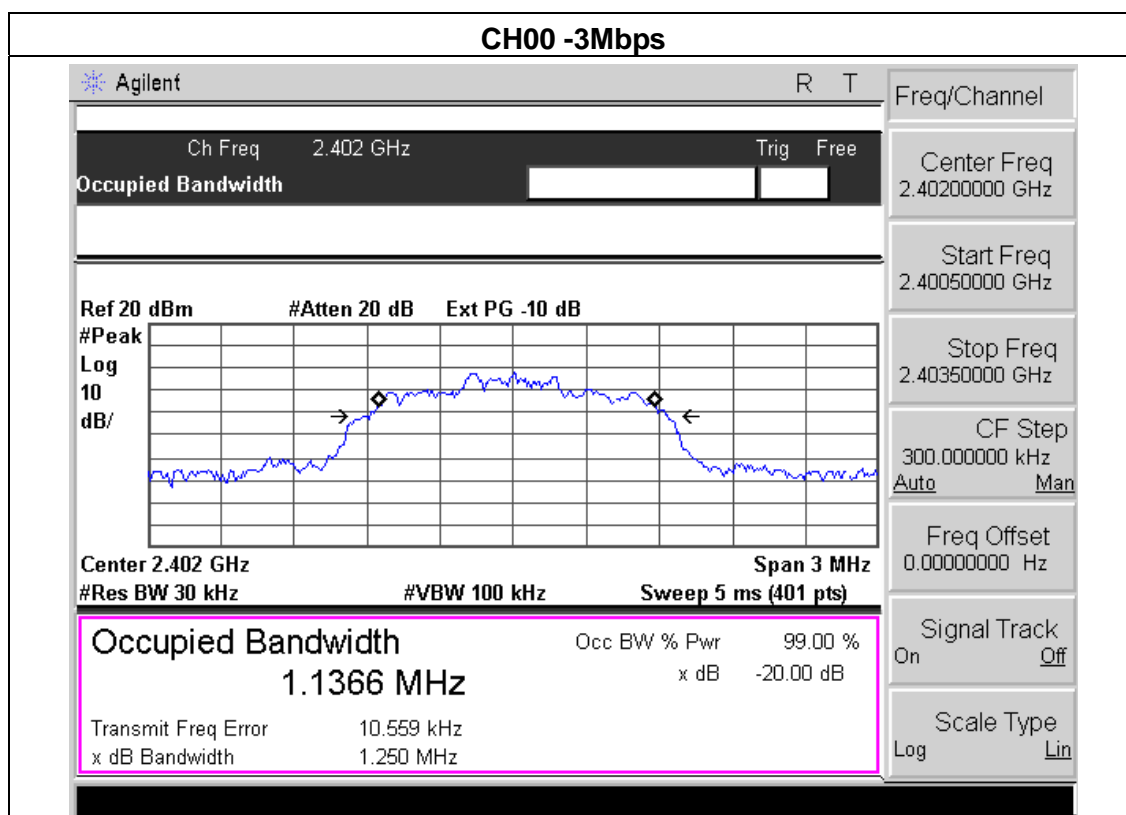 CH00 -3Mbps
Agilent R T
Ch Freq 2.402 GHz Trig Free
Occupied Bandwidth
Ref 20 dBm #Atten 20 dB Ext PG -10 dB
#Peak
Log
10
dB/
Center 2.402 GHz Span 3 MHz
#Res BW 30 kHz #VBW 100 kHz Sweep 5 ms (401 pts)
Occupied Bandwidth Occ BW % Pwr 99.00 %
1.1366 MHz x dB -20.00 dB
Transmit Freq Error 10.559 kHz
x dB Bandwidth 1.250 MHz
Freq/Channel
Center Freq
2.40200000 GHz
Start Freq
2.40050000 GHz
Stop Freq
2.40350000 GHz
CF Step
300.000000 kHz
Auto Man
Freq Offset
0.00000000 Hz
Signal Track
On Off
Scale Type
Log Lin